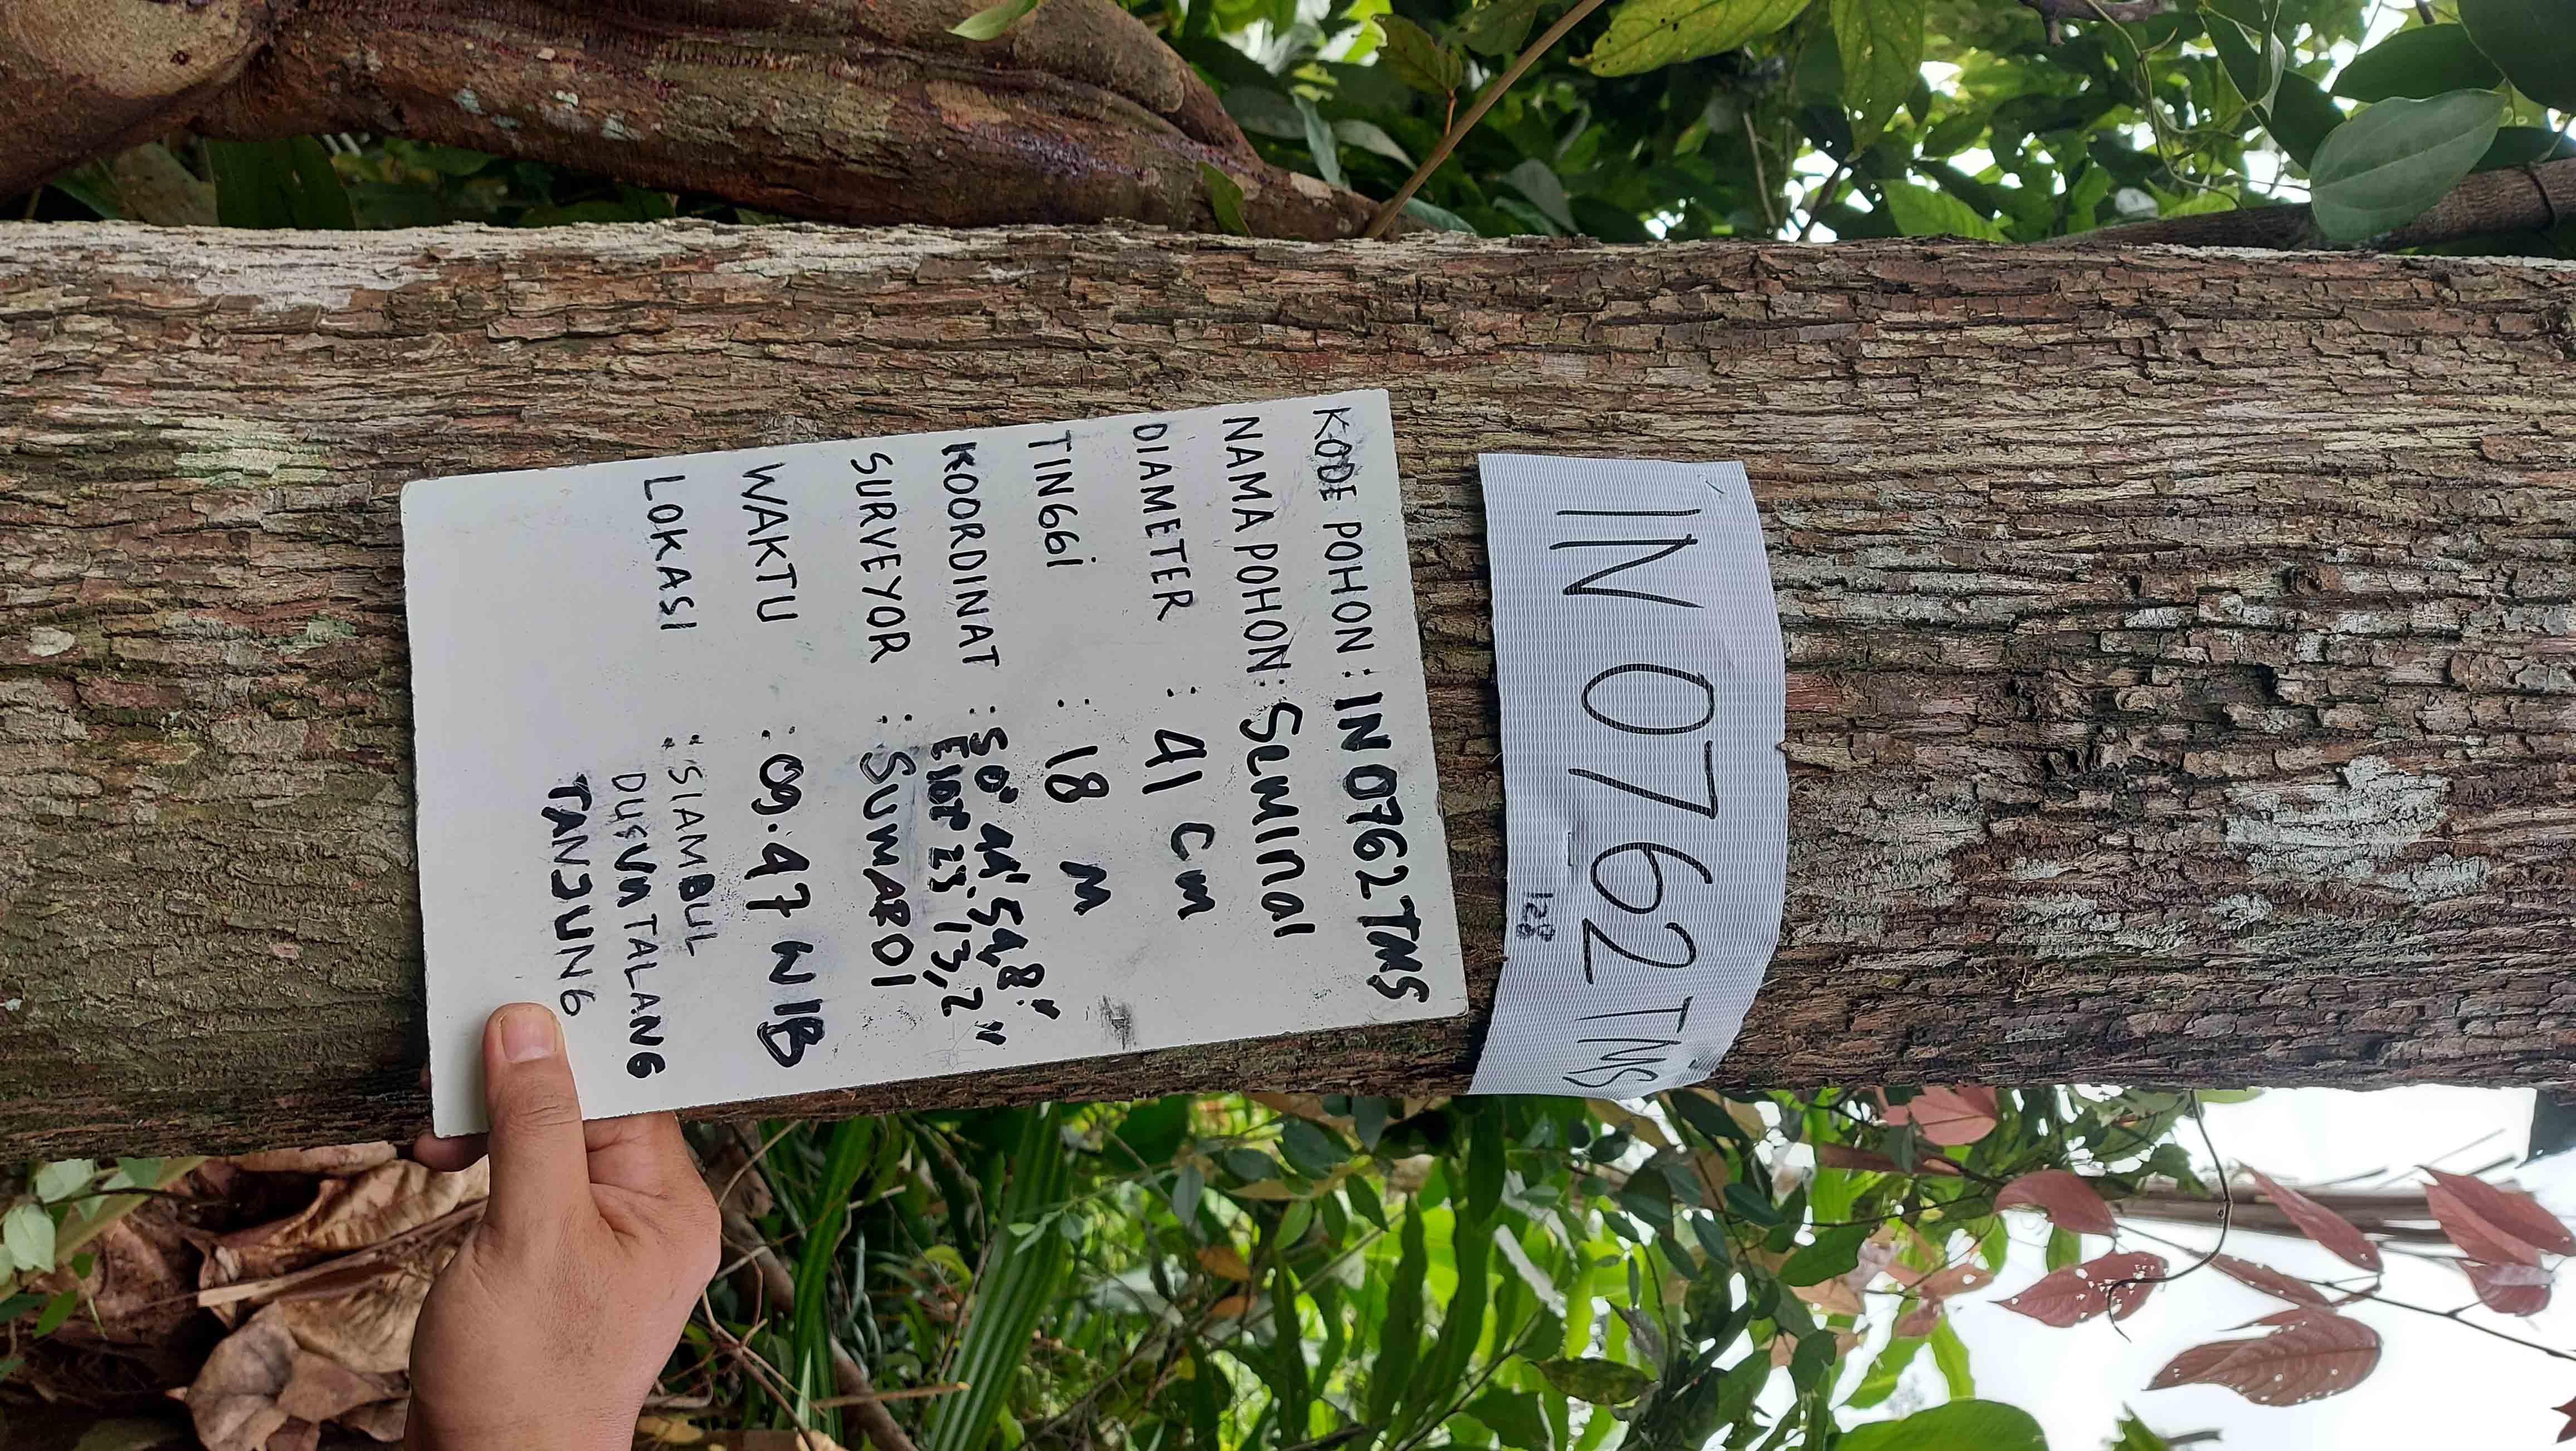 IN 0762 TMS
128
KODE POHON : IN 0762 TMS
NAMA POHON : Seminai
DIAMETER : 41 cm
TINGGi : 18 M
KOORDINAT : S 0° 44' 54,8"
23' 13,2"
SURVEYOR : SUMARDI
WAKTU : 09.47 WIB
LOKASI : SIAMBUL
DUSUN TALANG
TANJUNG